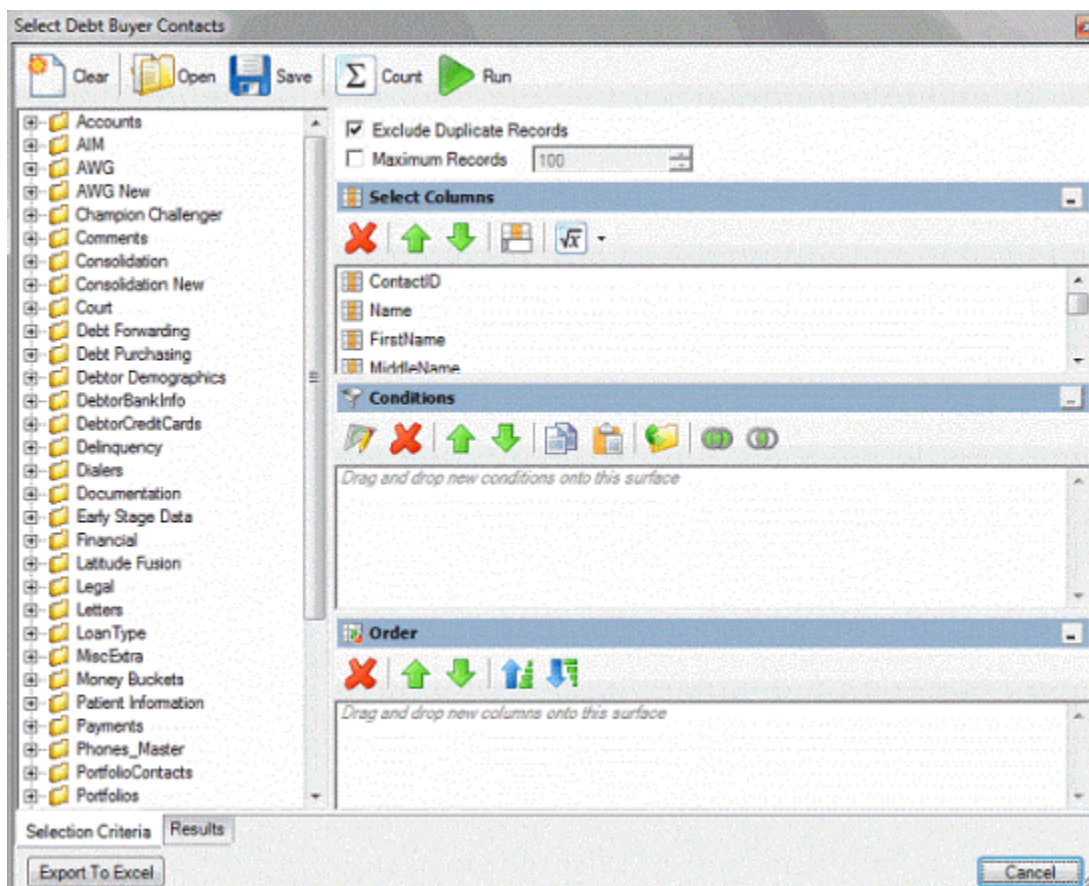 Select Debt Buyer Contacts
Clear Open Save Σ Count Run
Accounts
AIM
AWG
AWG New
Champion Challenger
Comments
Consolidation
Consolidation New
Court
Debt Forwarding
Debt Purchasing
Debtor Demographics
DebtorBankInfo
DebtorCreditCards
Delinquency
Dialers
Documentation
Early Stage Data
Financial
Latitude Fusion
Legal
Letters
LoanType
MiscExtra
Money Buckets
Patient Information
Payments
Phones_Master
PortfolioContacts
Portfolios
Exclude Duplicate Records
Maximum Records 100
Select Columns
√x
ContactID
Name
FirstName
MiddleName
Conditions
Drag and drop new conditions onto this surface
Order
Drag and drop new columns onto this surface
Selection Criteria Results
Export To Excel Cancel